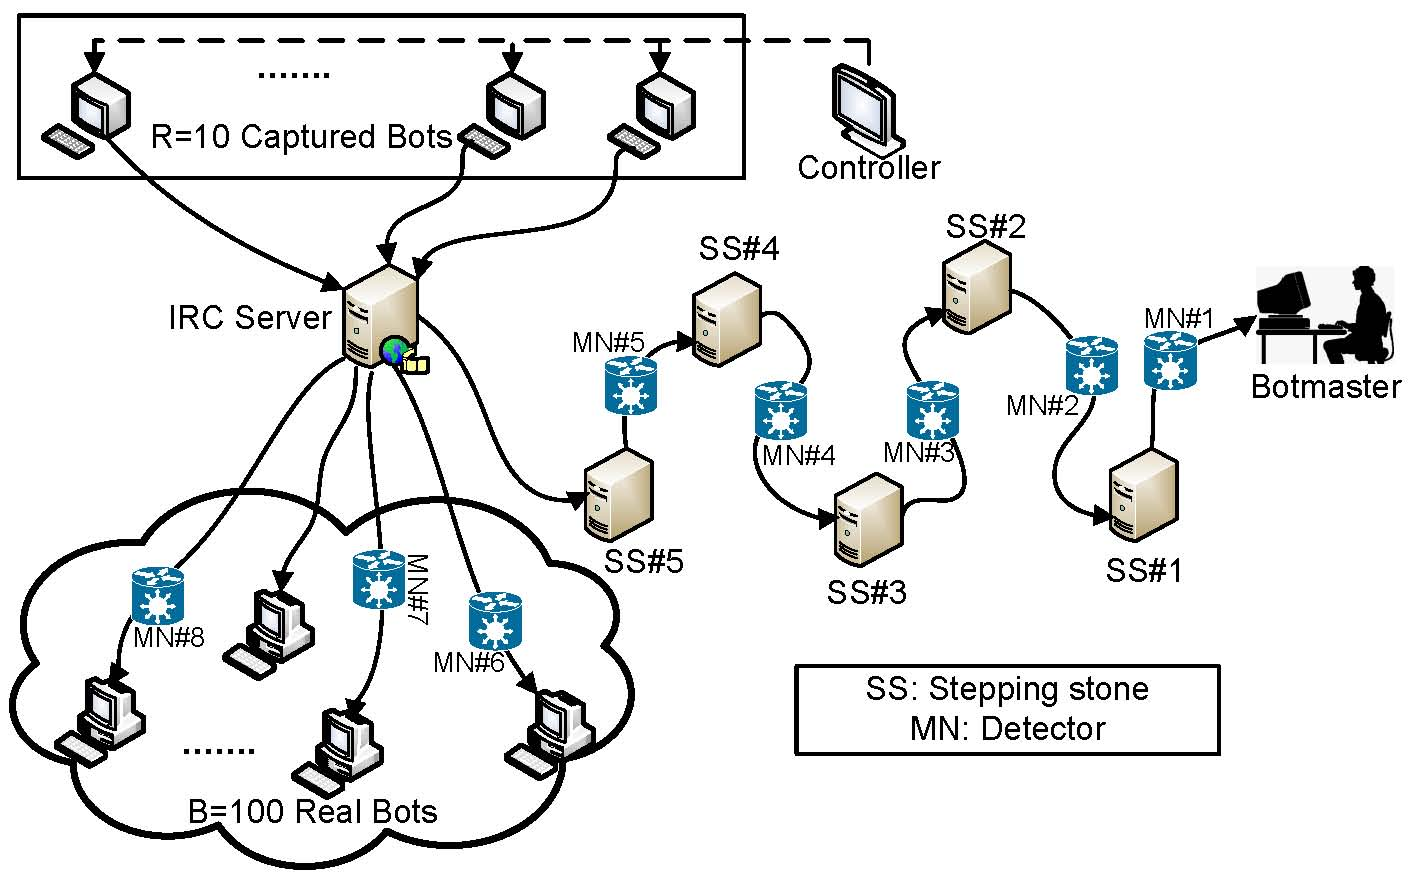 .......
R=10 Captured Bots
Controller
IRC Server
SS#4
SS#2
MN#5
MN#1
Botmaster
MN#2
MN#4
MN#3
SS#5
SS#3
SS#1
MN#8
MN#7
MN#6
.......
B=100 Real Bots
SS: Stepping stone
MN: Detector